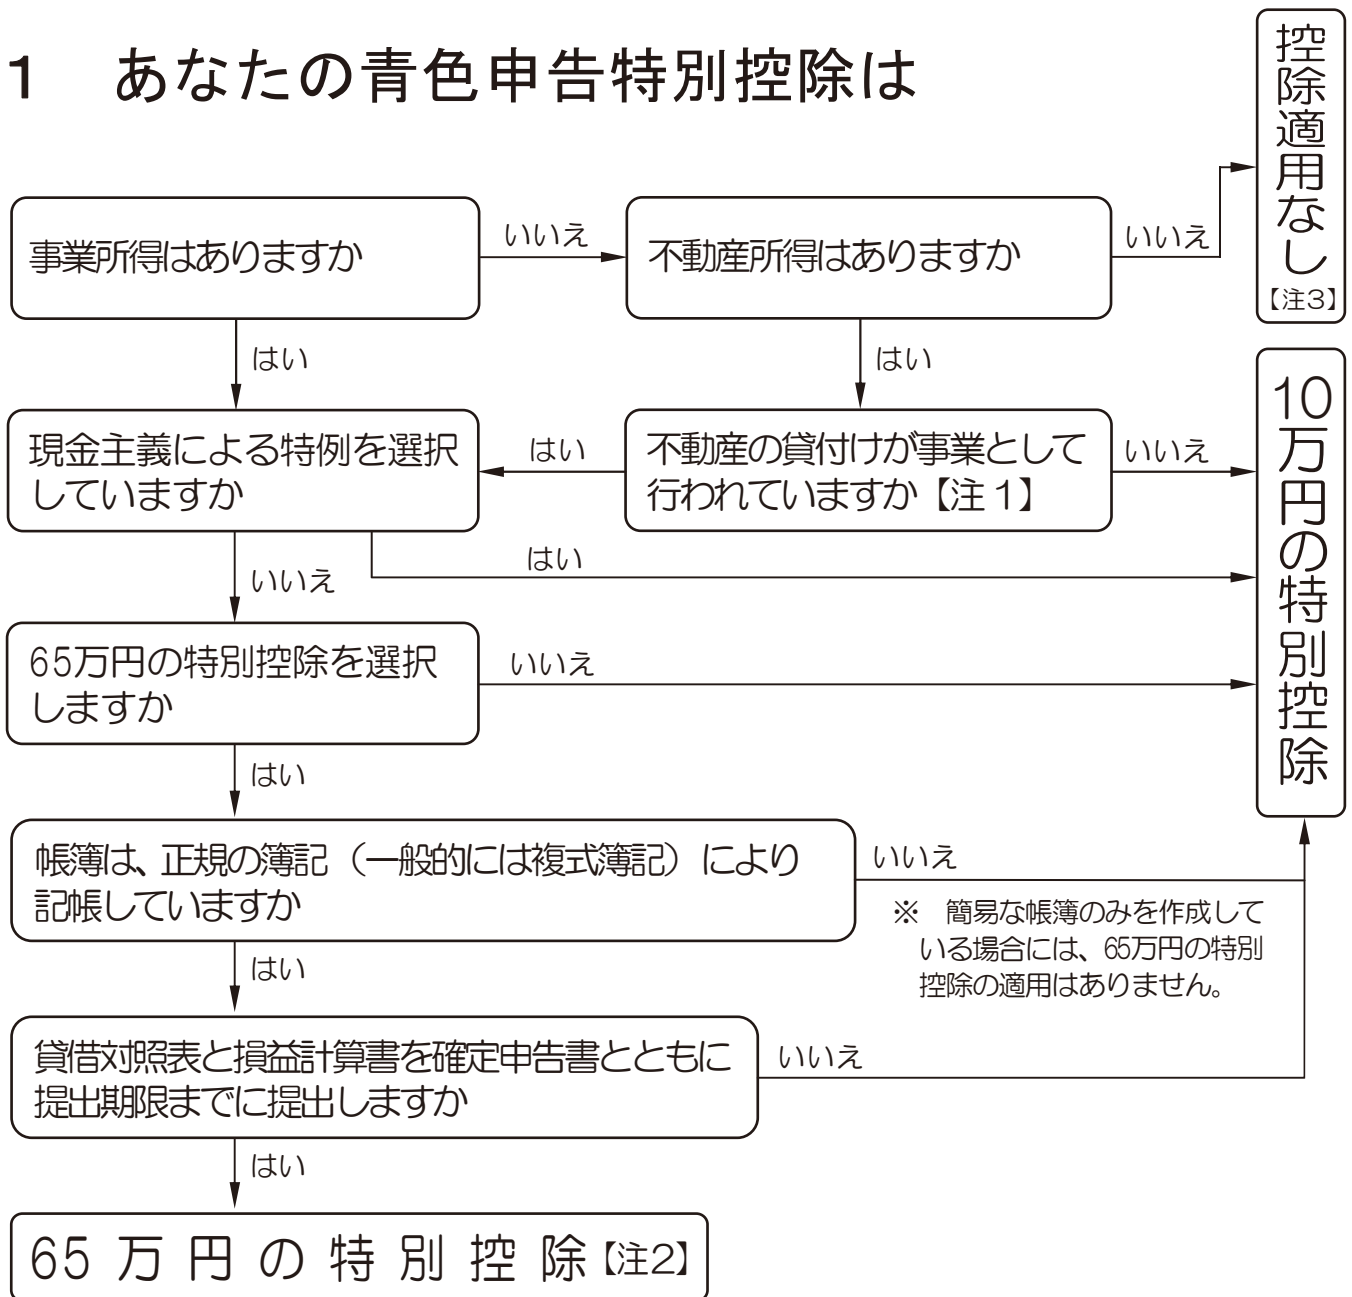 1 あなたの青色申告特別控除は
控除適用なし
【注3】
事業所得はありますか
いいえ
不動産所得はありますか
いいえ
はい
はい
現金主義による特例を選択
していますか
はい
不動産の貸付けが事業として
行われていますか【注1】
いいえ
10万円の特別控除
はい
いいえ
65万円の特別控除を選択
しますか
いいえ
はい
帳簿は、正規の簿記（一般的には複式簿記）により
記帳していますか
いいえ
※ 簡易な帳簿のみを作成して
いる場合には、65万円の特別
控除の適用はありません。
はい
貸借対照表と損益計算書を確定申告書とともに
提出期限までに提出しますか
いいえ
はい
65万円の特別控除【注2】